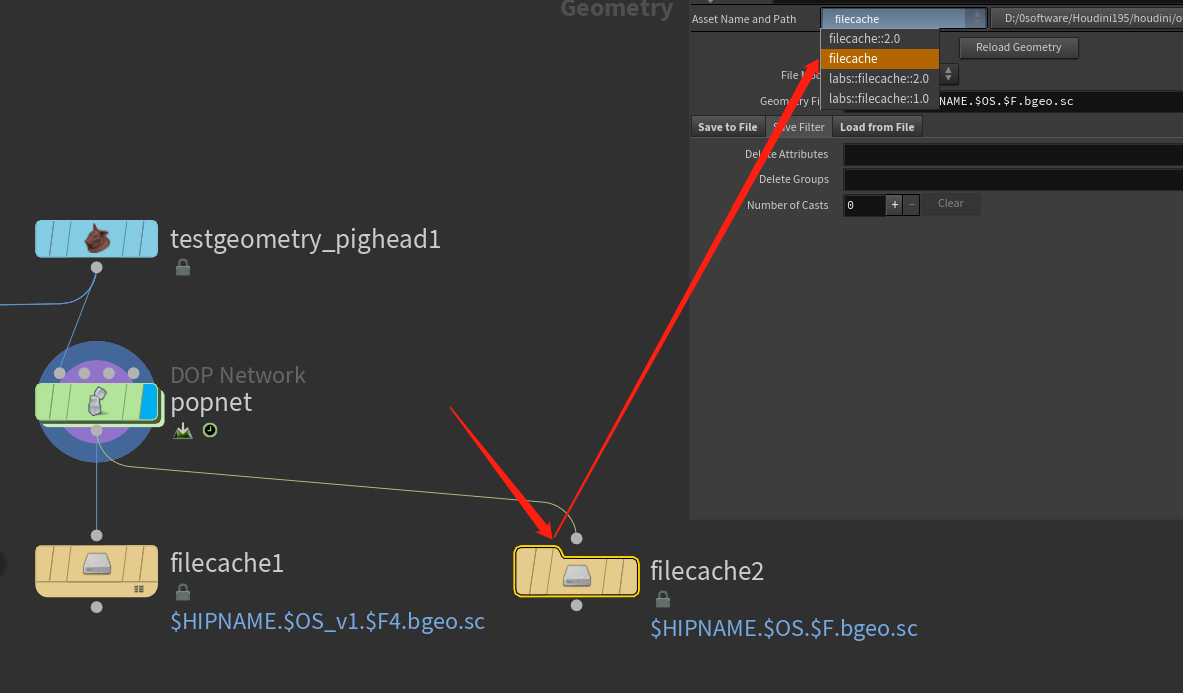 Geometry
Asset Name and Path
filecache
D:/0software/Houdini195/houdini/o
filecache::2.0
filecache
labs::filecache::2.0
labs::filecache::1.0
Reload Geometry
File Mo
Geometry Fi
NAME.$OS.$F.bgeo.sc
Save to File
Save Filter
Load from File
Delete Attributes
Delete Groups
Number of Casts
0
+
−
Clear
testgeometry_pighead1
DOP Network
popnet
filecache1
$HIPNAME.$OS_v1.$F4.bgeo.sc
filecache2
$HIPNAME.$OS.$F.bgeo.sc